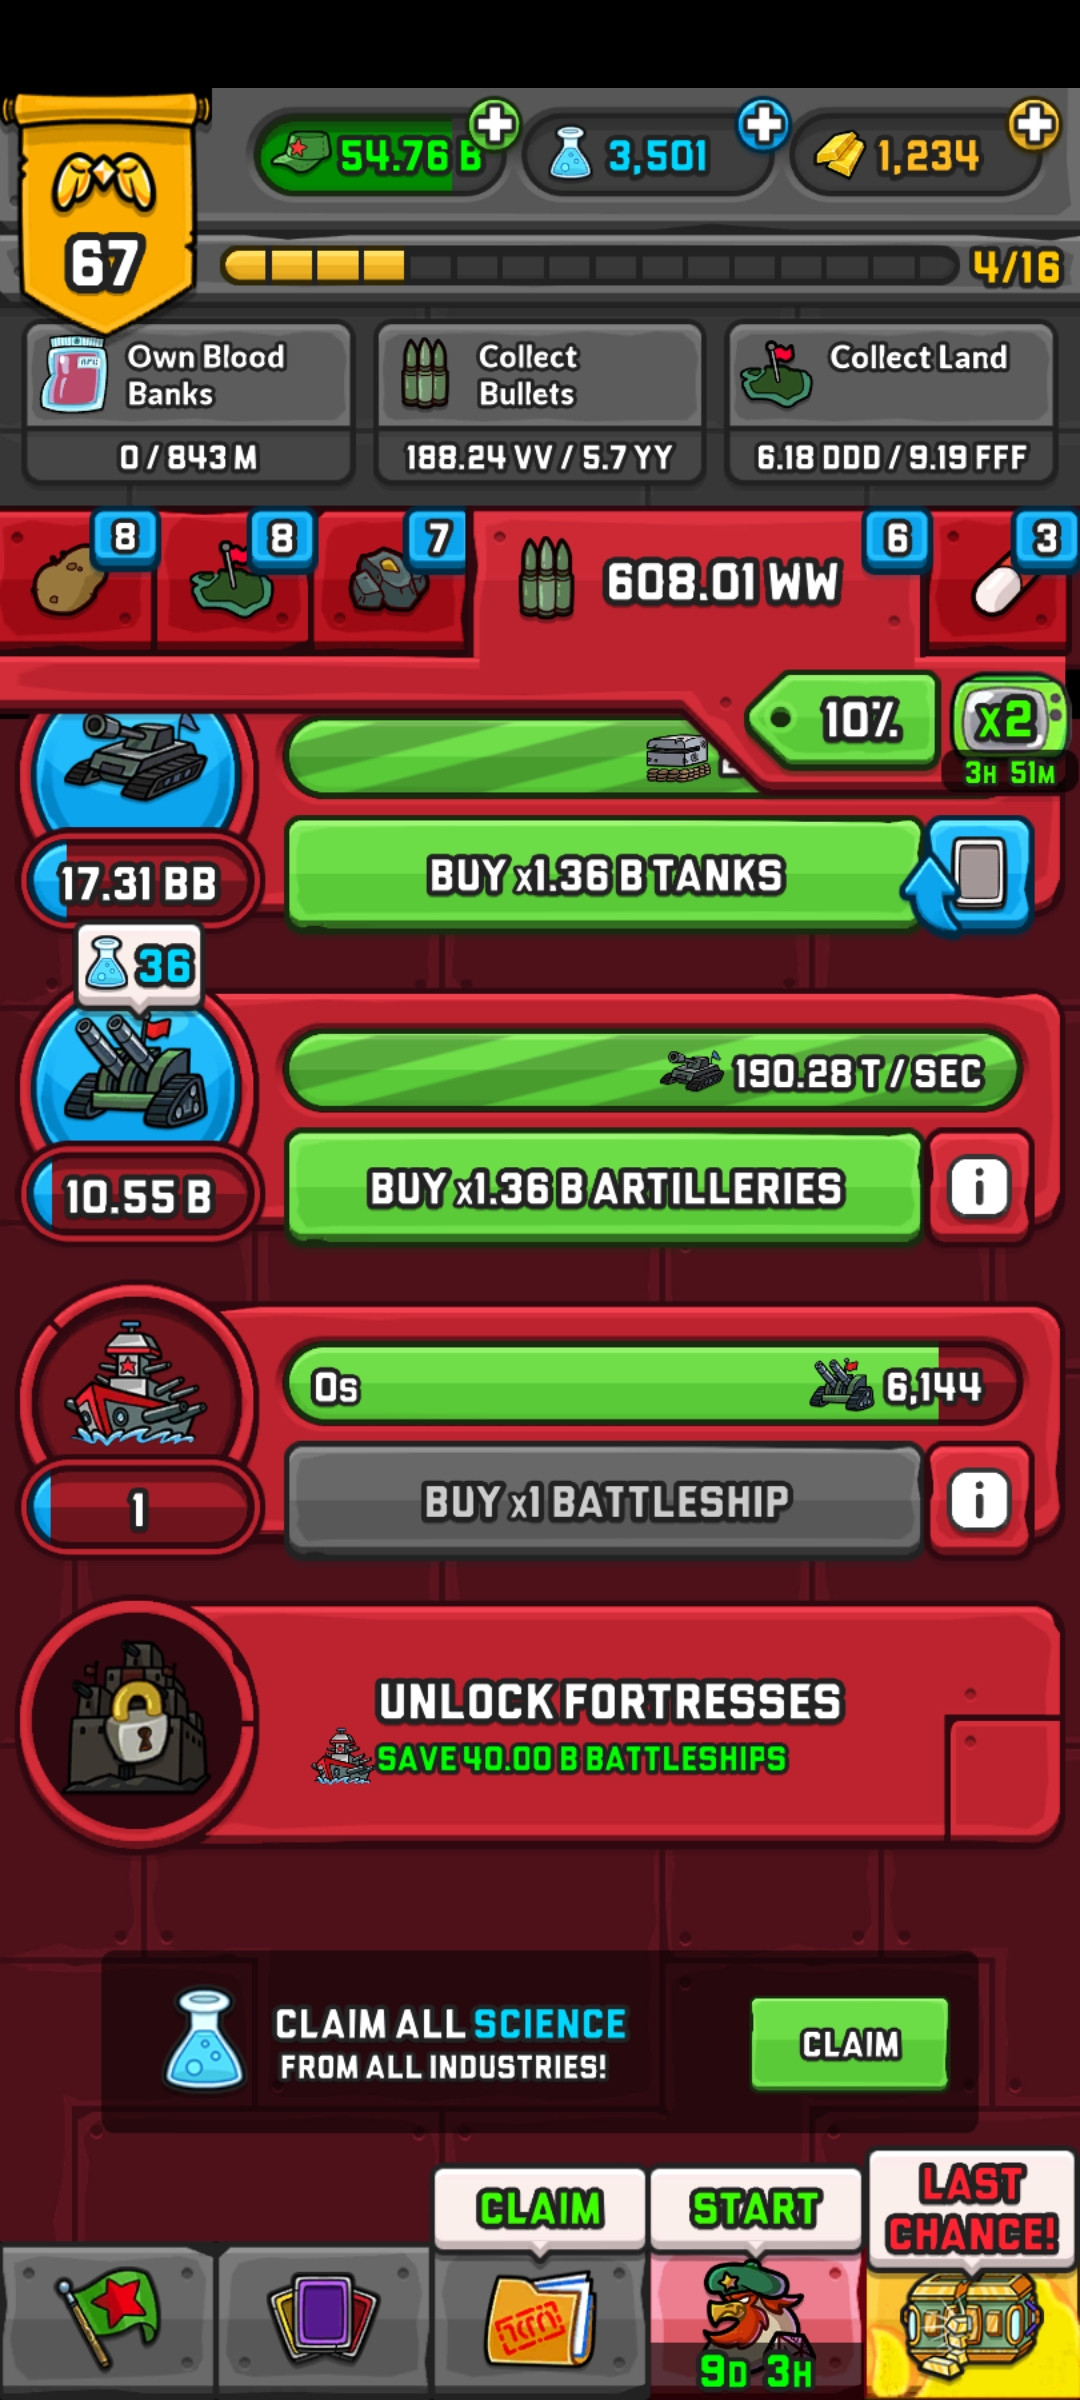 54.76 B
3,501
1,234
67
4/16
Own Blood
Banks
0 / 843 M
Collect
Bullets
188.24 VV / 5.7 YY
Collect Land
6.18 DDD / 9.19 FFF
8
8
7
608.01 WW
6
3
10%
x2
3H 51M
17.31 BB
BUY x1.36 B TANKS
36
190.28 T / SEC
10.55 B
BUY x1.36 B ARTILLERIES
i
0s
6,144
1
BUY x1 BATTLESHIP
i
UNLOCK FORTRESSES
SAVE 40.00 B BATTLESHIPS
CLAIM ALL SCIENCE
FROM ALL INDUSTRIES!
CLAIM
CLAIM
START
LAST
CHANCE!
9D 3H